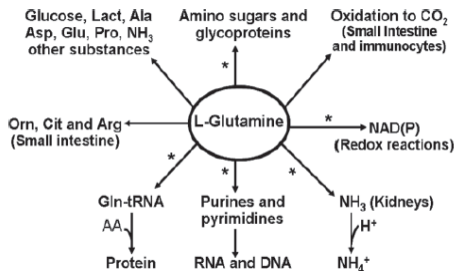 Glucose, Lact, Ala
Asp, Glu, Pro, NH₃
other substances
Amino sugars and
glycoproteins
Oxidation to CO₂
(Small Intestine
and immunocytes)
*
L-Glutamine
Orn, Cit and Arg
(Small intestine)
*
NAD(P)
(Redox reactions)
*
*
*
Gln-tRNA
AA
Protein
Purines and
pyrimidines
RNA and DNA
NH₃ (Kidneys)
H⁺
NH₄⁺